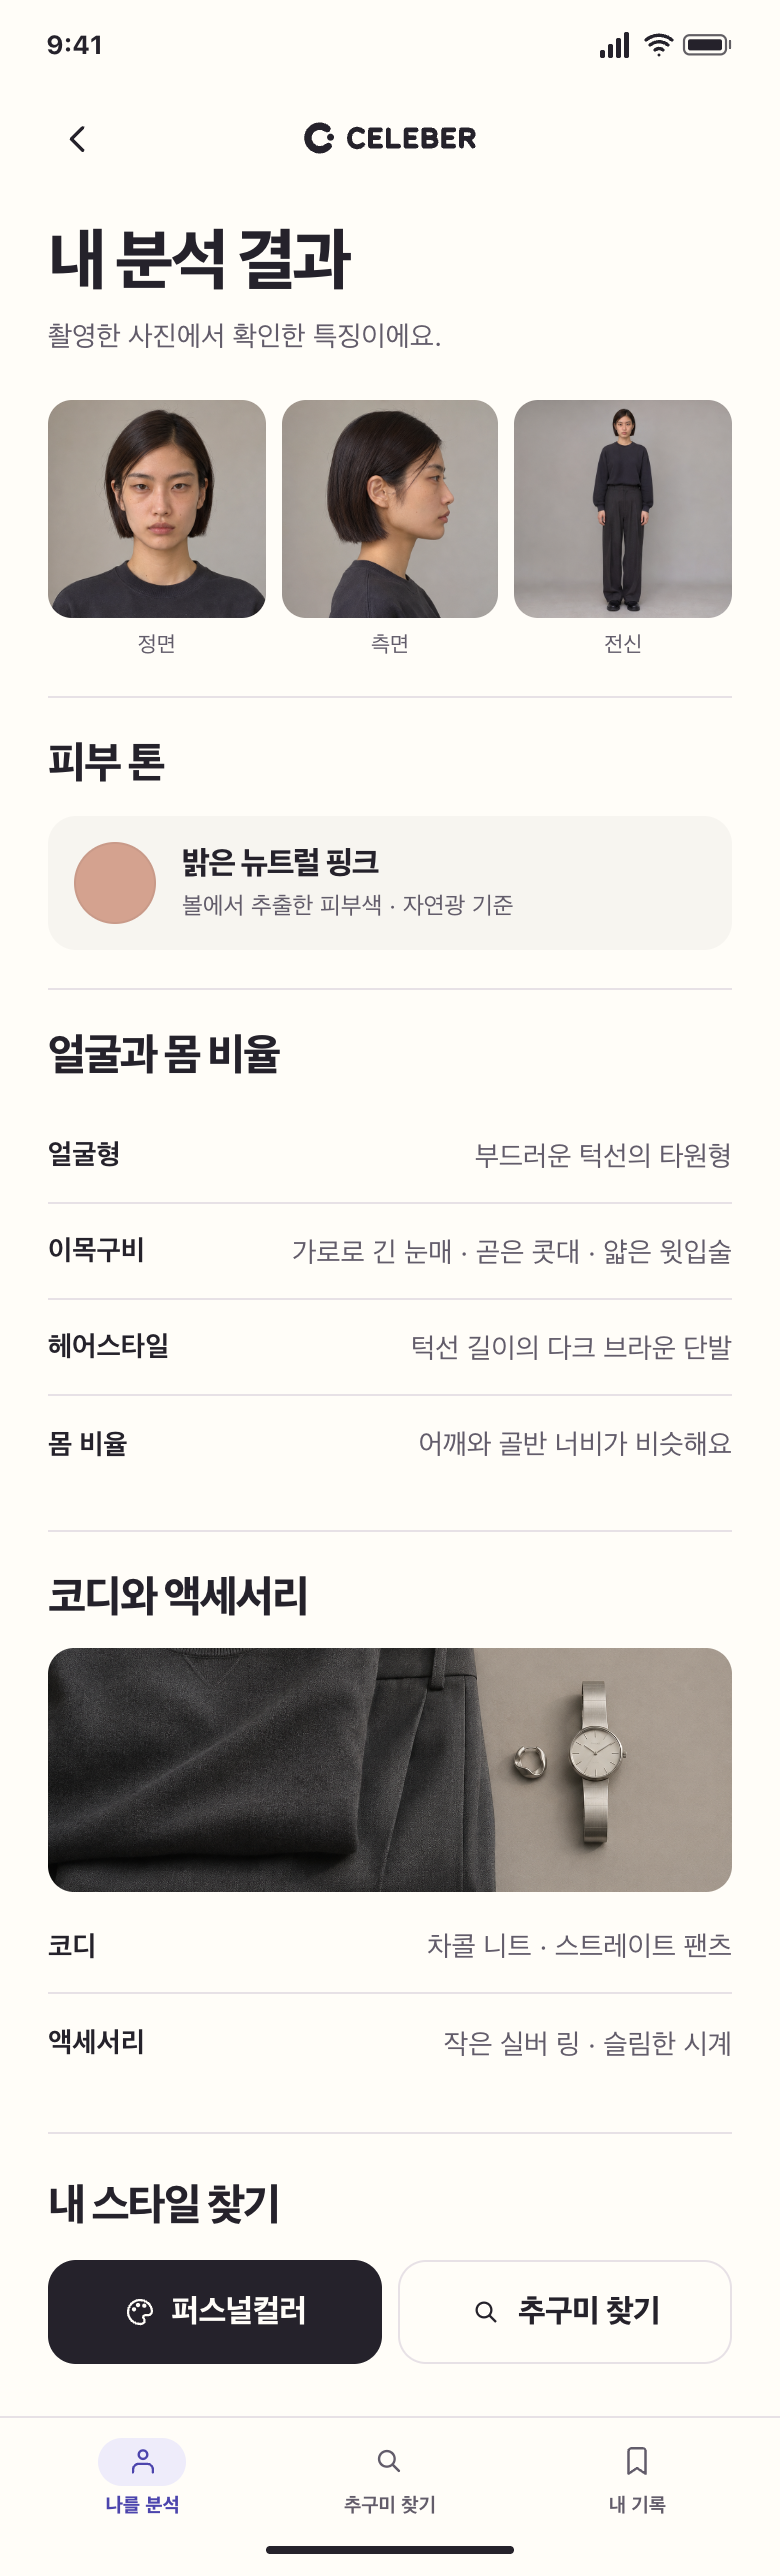 9:41
CELEBER
내 분석 결과
촬영한 사진에서 확인한 특징이에요.
정면
측면
전신
피부 톤
밝은 뉴트럴 핑크
볼에서 추출한 피부색 · 자연광 기준
얼굴과 몸 비율
얼굴형
부드러운 턱선의 타원형
이목구비
가로로 긴 눈매 · 곧은 콧대 · 얇은 윗입술
헤어스타일
턱선 길이의 다크 브라운 단발
몸 비율
어깨와 골반 너비가 비슷해요
코디와 액세서리
코디
차콜 니트 · 스트레이트 팬츠
액세서리
작은 실버 링 · 슬림한 시계
내 스타일 찾기
퍼스널컬러
추구미 찾기
나를 분석
추구미 찾기
내 기록